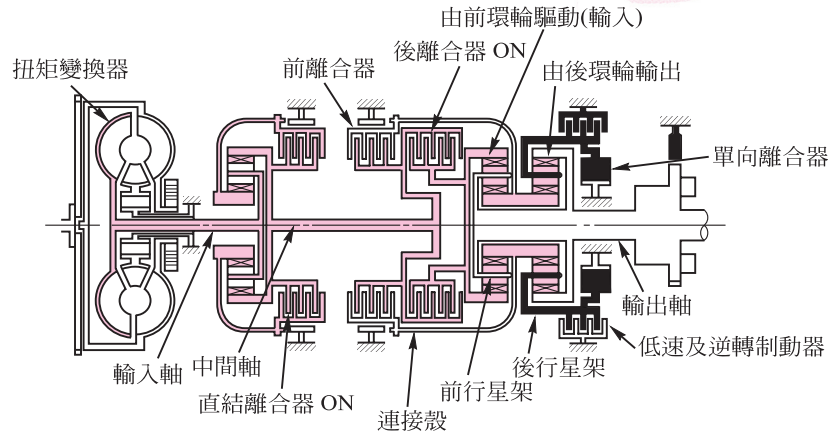 由前環輪驅動(輸入)
後離合器 ON
前離合器
扭矩變換器
由後環輪輸出
單向離合器
輸出軸
低速及逆轉制動器
後行星架
前行星架
連接殼
直結離合器 ON
中間軸
輸入軸